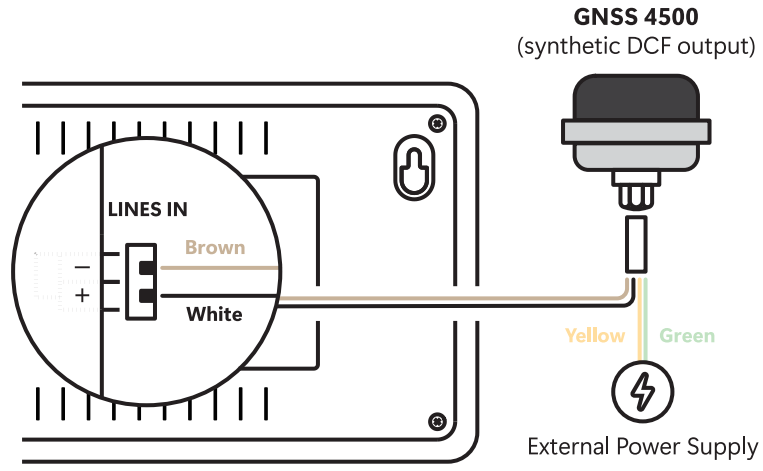 GNSS 4500
(synthetic DCF output)
LINES IN
Brown
−
+
White
Yellow
Green
External Power Supply